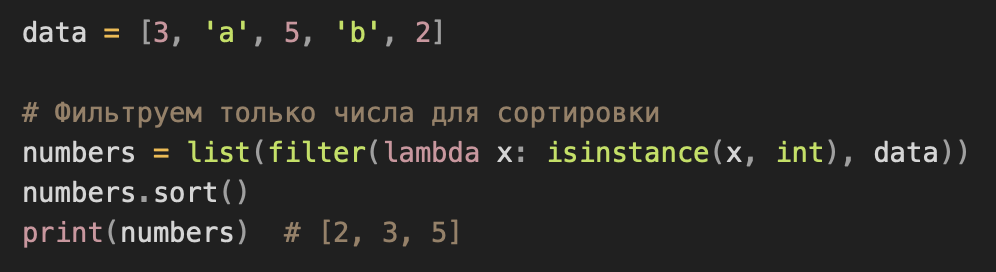 data = [3, 'a', 5, 'b', 2]
# Фильтруем только числа для сортировки
numbers = list(filter(lambda x: isinstance(x, int), data))
numbers.sort()
print(numbers)  # [2, 3, 5]